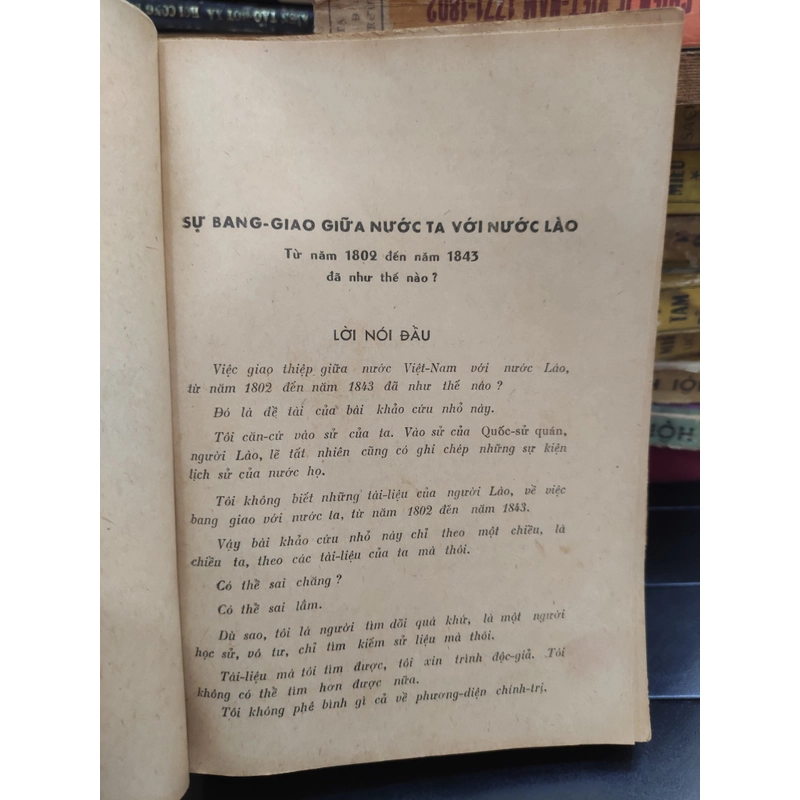 CHIẾN Ở VIỆT-NAM 1771-1802
MIẾU
TAM
SỰ BANG-GIAO GIỮA NƯỚC TA VỚI NƯỚC LÀO
Từ năm 1802 đến năm 1843
đã như thế nào ?
LỜI NÓI ĐẦU
Việc giao thiệp giữa nước Việt-Nam với nước Lào,
từ năm 1802 đến năm 1843 đã như thế nào ?
Đó là đề tài của bài khảo cứu nhỏ này.
Tôi căn-cứ vào sử của ta. Vào sử của Quốc-sử quán,
người Lào, lẽ tất nhiên cũng có ghi chép những sự kiện
lịch sử của nước họ.
Tôi không biết những tài-liệu của người Lào, về việc
bang giao với nước ta, từ năm 1802 đến năm 1843.
Vậy bài khảo cứu nhỏ này chỉ theo một chiều, là
chiều ta, theo các tài-liệu của ta mà thôi.
Có thể sai chăng ?
Có thể sai lầm.
Dù sao, tôi là người tìm dõi quá khứ, là một người
học sử, vô tư, chỉ tìm kiếm sử liệu mà thôi.
Tài-liệu mà tôi tìm được, tôi xin trình độc-giả. Tôi
không có thể tìm hơn được nữa.
Tôi không phê bình gì cả về phương-diện chính-trị.